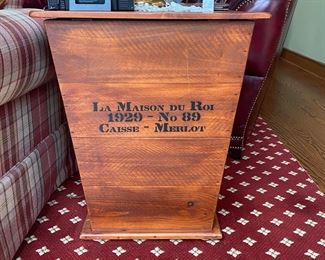 La Maison du Roi
1929 - No 89
Caisse - Merlot